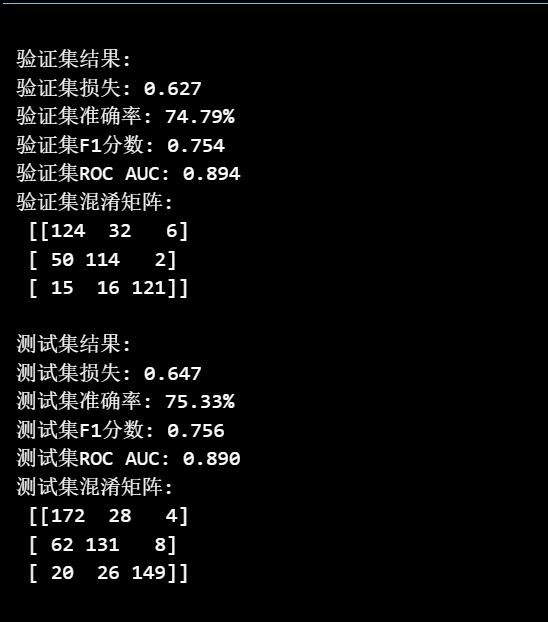 验证集结果:
验证集损失: 0.627
验证集准确率: 74.79%
验证集F1分数: 0.754
验证集ROC AUC: 0.894
验证集混淆矩阵:
[[124  32   6]
[ 50 114   2]
[ 15  16 121]]
测试集结果:
测试集损失: 0.647
测试集准确率: 75.33%
测试集F1分数: 0.756
测试集ROC AUC: 0.890
测试集混淆矩阵:
[[172  28   4]
[ 62 131   8]
[ 20  26 149]]